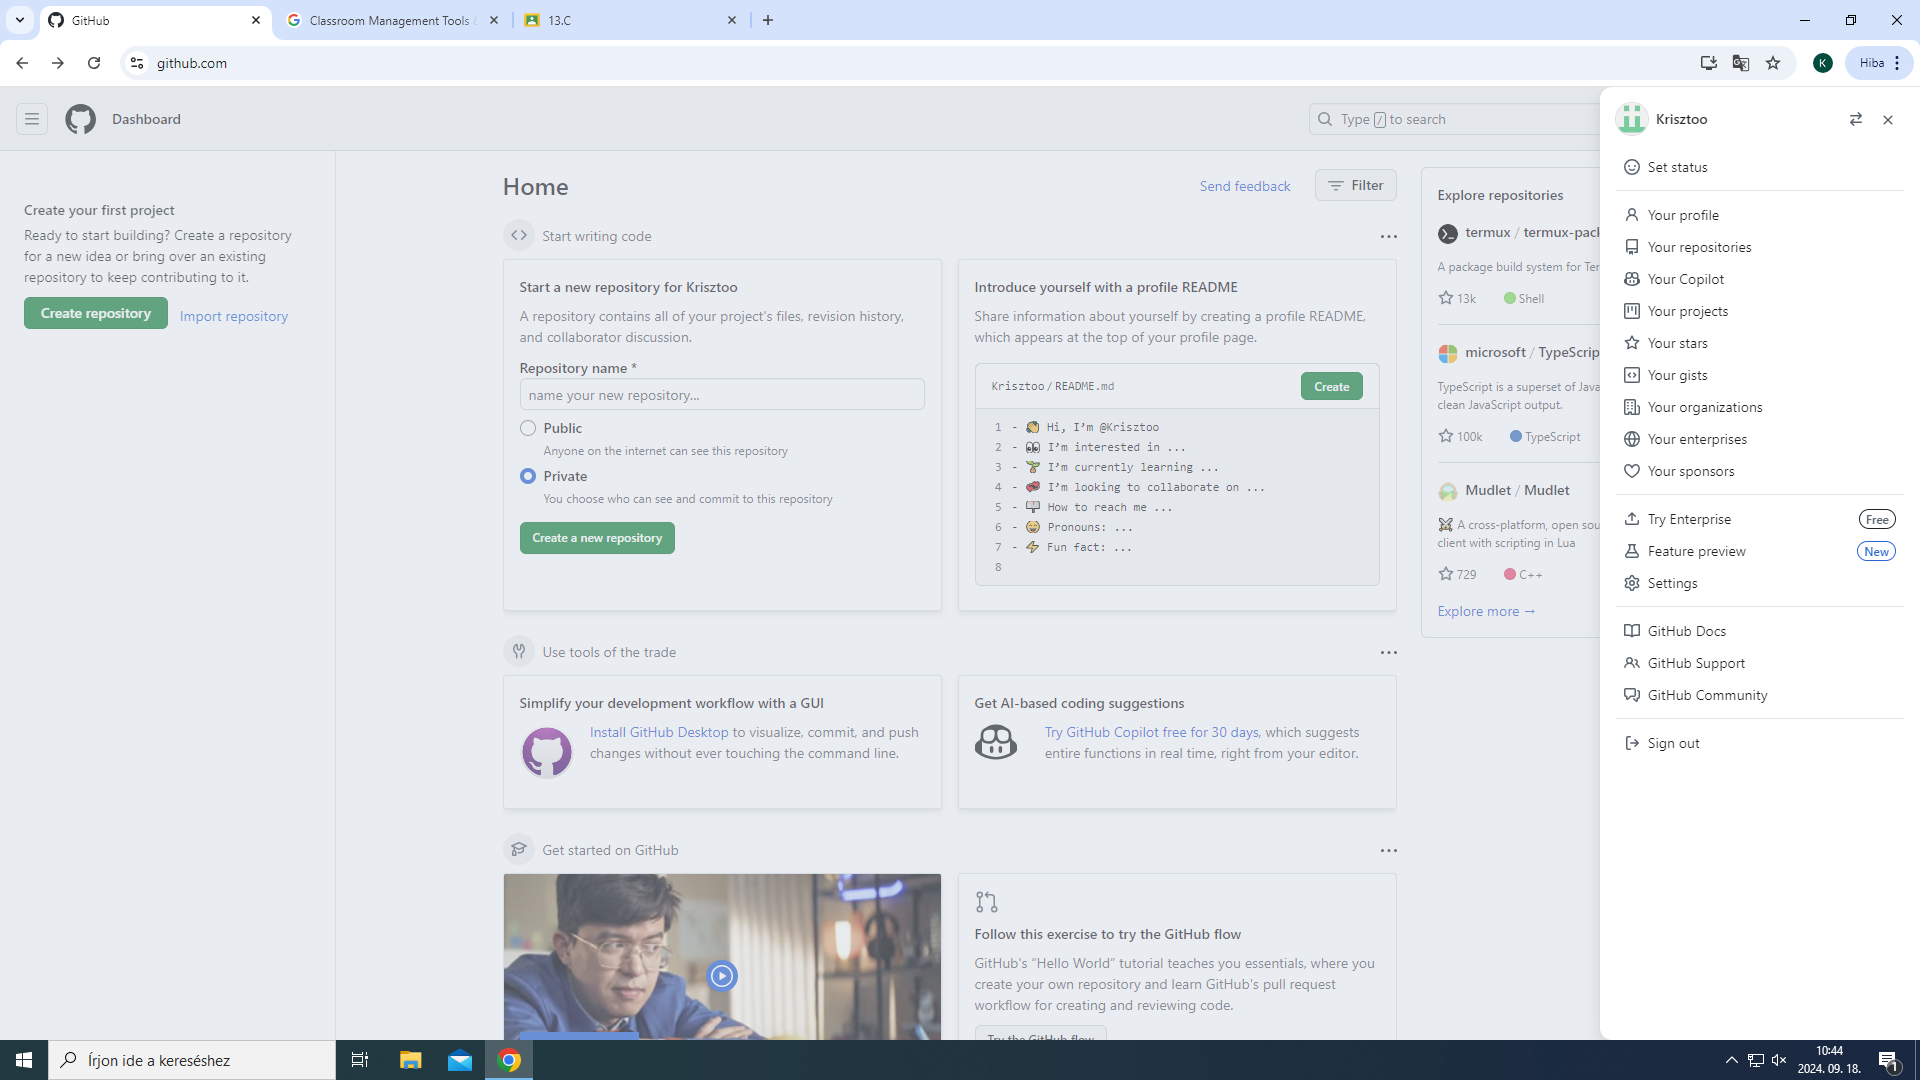 GitHub
Classroom Management Tools &
13.C
github.com
K
Hiba
Dashboard
Type / to search
Krisztoo
Set status
Your profile
Your repositories
Your Copilot
Your projects
Your stars
Your gists
Your organizations
Your enterprises
Your sponsors
Try Enterprise
Free
Feature preview
New
Settings
GitHub Docs
GitHub Support
GitHub Community
Sign out
Create your first project
Ready to start building? Create a repository
for a new idea or bring over an existing
repository to keep contributing to it.
Create repository
Import repository
Home
Send feedback
Filter
Start writing code
Start a new repository for Krisztoo
A repository contains all of your project's files, revision history,
and collaborator discussion.
Repository name *
name your new repository...
Public
Anyone on the internet can see this repository
Private
You choose who can see and commit to this repository
Create a new repository
Introduce yourself with a profile README
Share information about yourself by creating a profile README,
which appears at the top of your profile page.
Krisztoo / README.md
Create
1 - 👋 Hi, I’m @Krisztoo
2 - 👀 I’m interested in ...
3 - 🌱 I’m currently learning ...
4 - 💞️ I’m looking to collaborate on ...
5 - 📫 How to reach me ...
6 - 😄 Pronouns: ...
7 - ⚡ Fun fact: ...
8
Use tools of the trade
Simplify your development workflow with a GUI
Install GitHub Desktop to visualize, commit, and push
changes without ever touching the command line.
Get AI-based coding suggestions
Try GitHub Copilot free for 30 days, which suggests
entire functions in real time, right from your editor.
Get started on GitHub
Follow this exercise to try the GitHub flow
GitHub's “Hello World” tutorial teaches you essentials, where you
create your own repository and learn GitHub's pull request
workflow for creating and reviewing code.
Try the GitHub flow
Explore repositories
termux / termux-pack
A package build system for Ter
13k
Shell
microsoft / TypeScrip
TypeScript is a superset of Java
clean JavaScript output.
100k
TypeScript
Mudlet / Mudlet
⚔️ A cross-platform, open sou
client with scripting in Lua
729
C++
Explore more →
Írjon ide a kereséshez
10:44
2024. 09. 18.
1